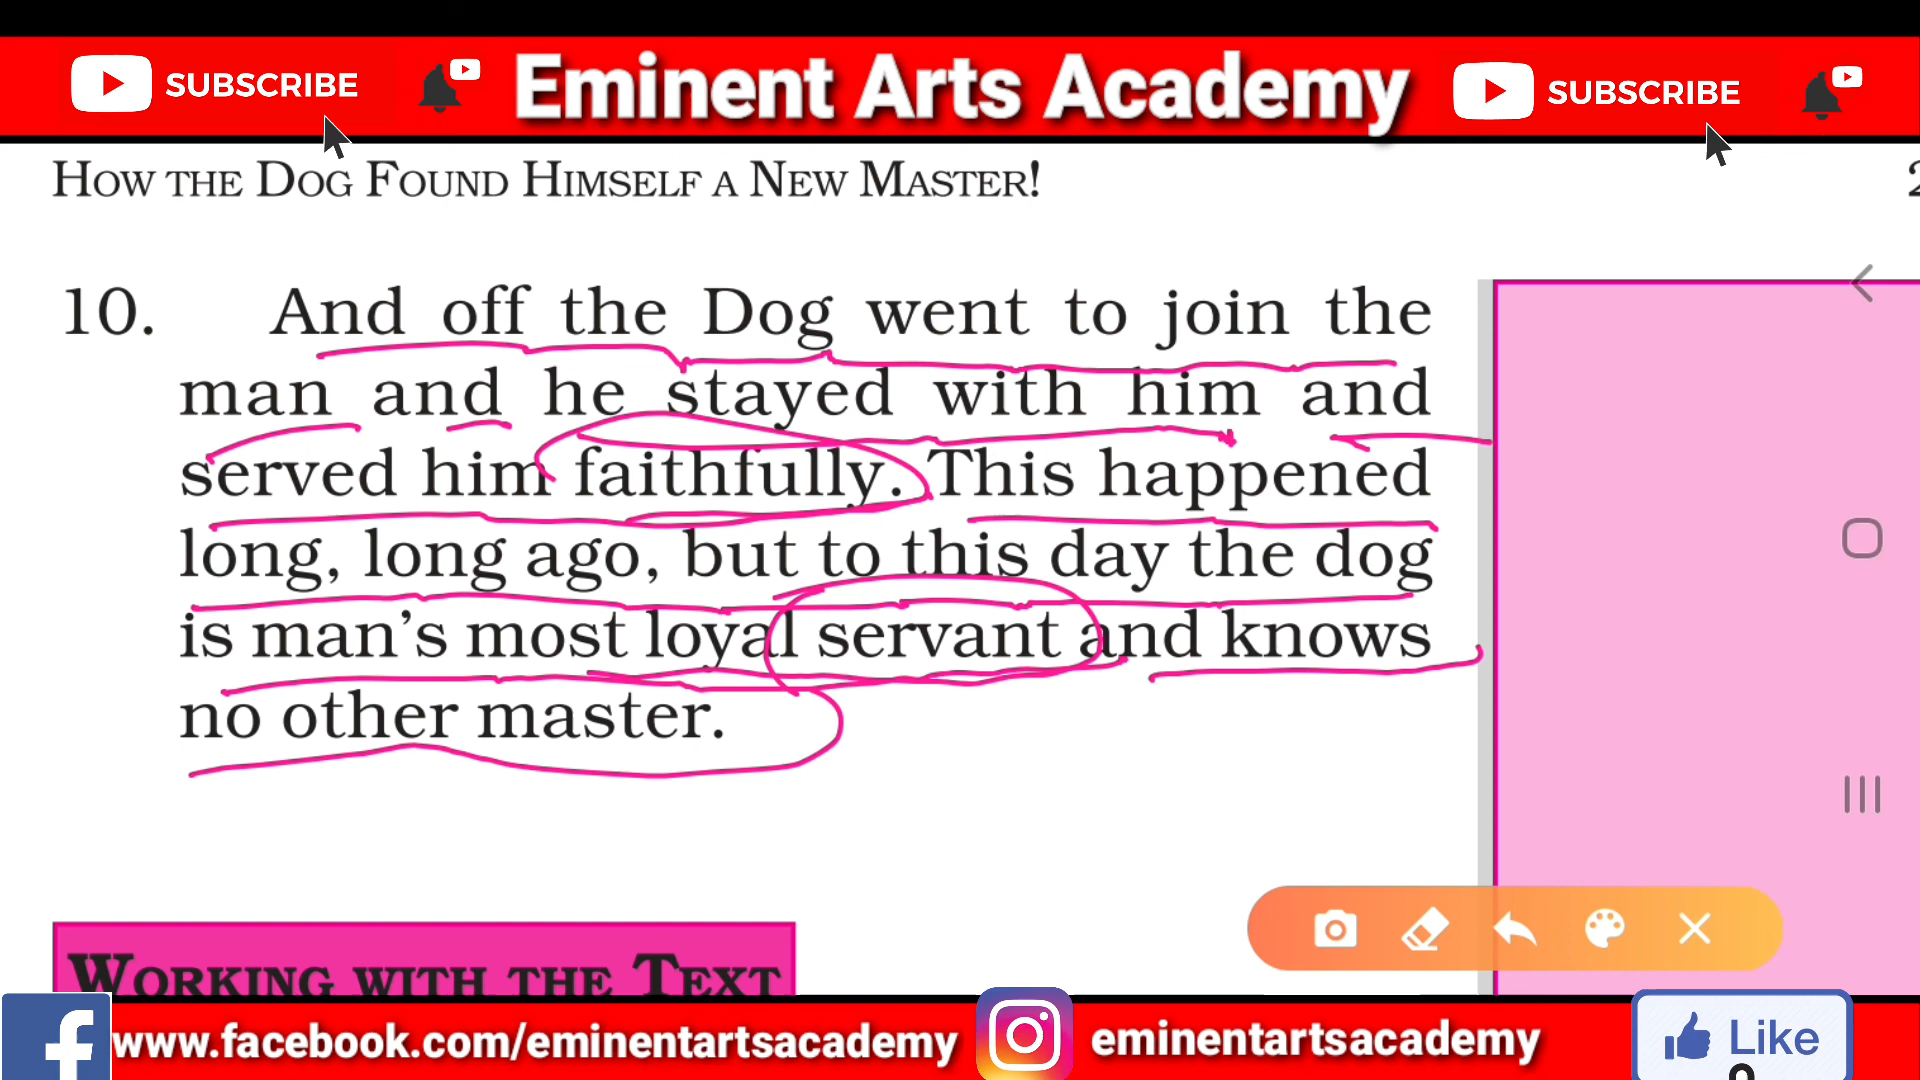 SUBSCRIBE Eminent Arts Academy SUBSCRIBE
HOW THE DOG FOUND HIMSELF A NEW MASTER!
10. And off the Dog went to join the
man and he stayed with him and
served him faithfully. This happened
long, long ago, but to this day the dog
is man's most loyal servant and knows
no other master.
WORKING WITH THE TEXT
www.facebook.com/eminentartsacademy eminentartsacademy Like